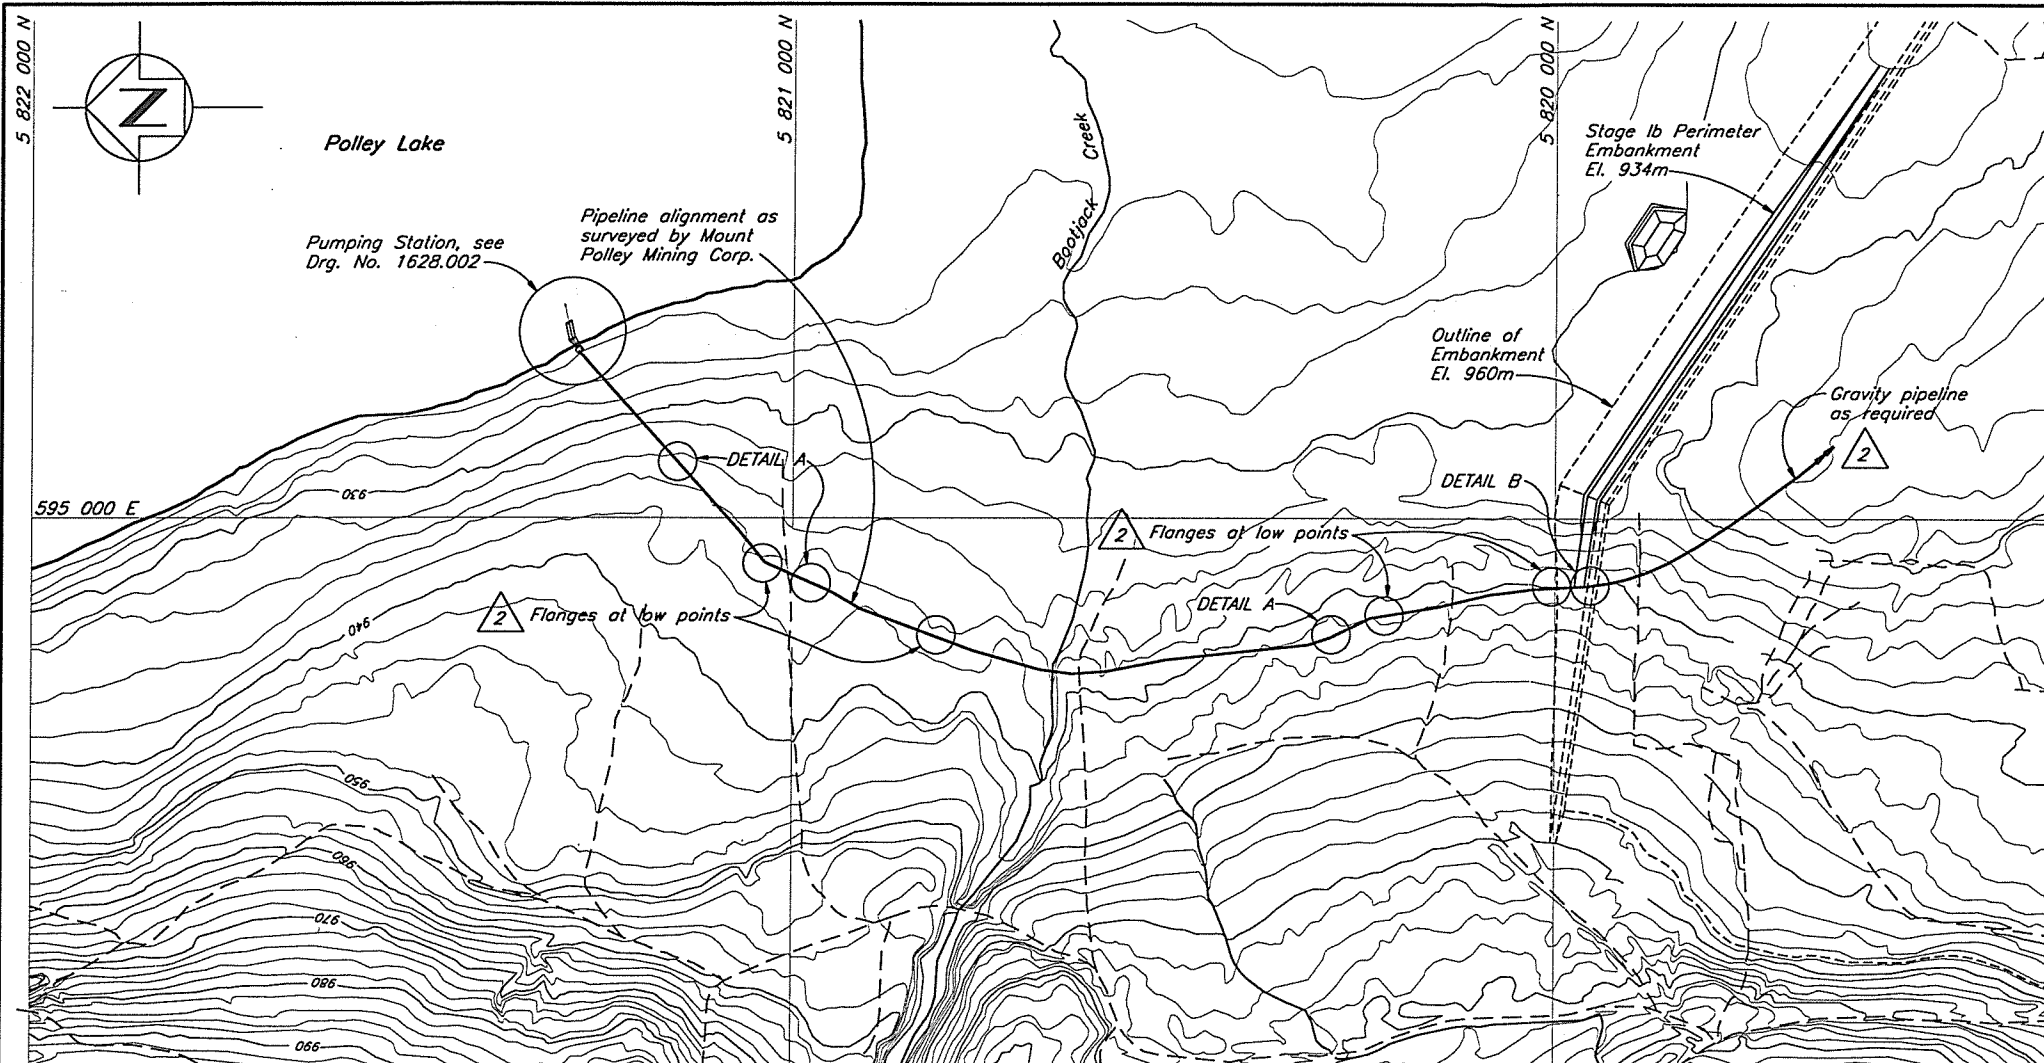 5 822 000 N
5 821 000 N
5 820 000 N
N
Polley Lake
Pumping Station, see
Drg. No. 1628.002
Pipeline alignment as
surveyed by Mount
Polley Mining Corp.
Bootjack Creek
Stage Ib Perimeter
Embankment
El. 934m
Outline of
Embankment
El. 960m
Gravity pipeline
as required
2
DETAIL A
DETAIL B
930
595 000 E
2 Flanges at low points
2 Flanges at low points
DETAIL A
940
950
960
970
980
990